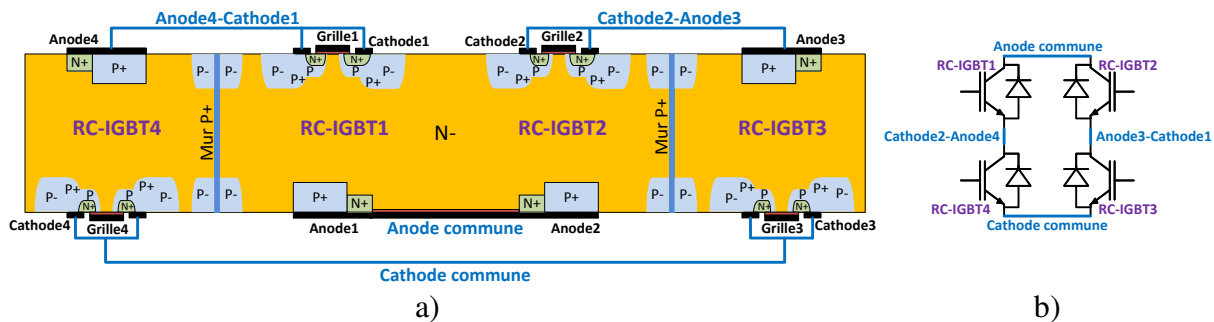 Anode4-Cathode1
Cathode2-Anode3
Anode4
Grille1
Cathode1
Cathode2
Grille2
Anode3
N+
P+
P-
P-
P-
P+
N+
P
N+
P
P+
P-
P-
P+
N+
P
N+
P
P+
P-
P-
P-
P+
N+
RC-IGBT4
Mur P+
RC-IGBT1
N-
RC-IGBT2
Mur P+
RC-IGBT3
P-
P+
P
N+
P
N+
P+
P-
P-
P-
P+
N+
N+
P+
P-
P-
P-
P+
P
N+
P
N+
P+
P-
Cathode4
Grille4
Anode1
Anode commune
Anode2
Grille3
Cathode3
Cathode commune
a)
Anode commune
RC-IGBT1
RC-IGBT2
Cathode2-Anode4
Anode3-Cathode1
RC-IGBT4
RC-IGBT3
Cathode commune
b)